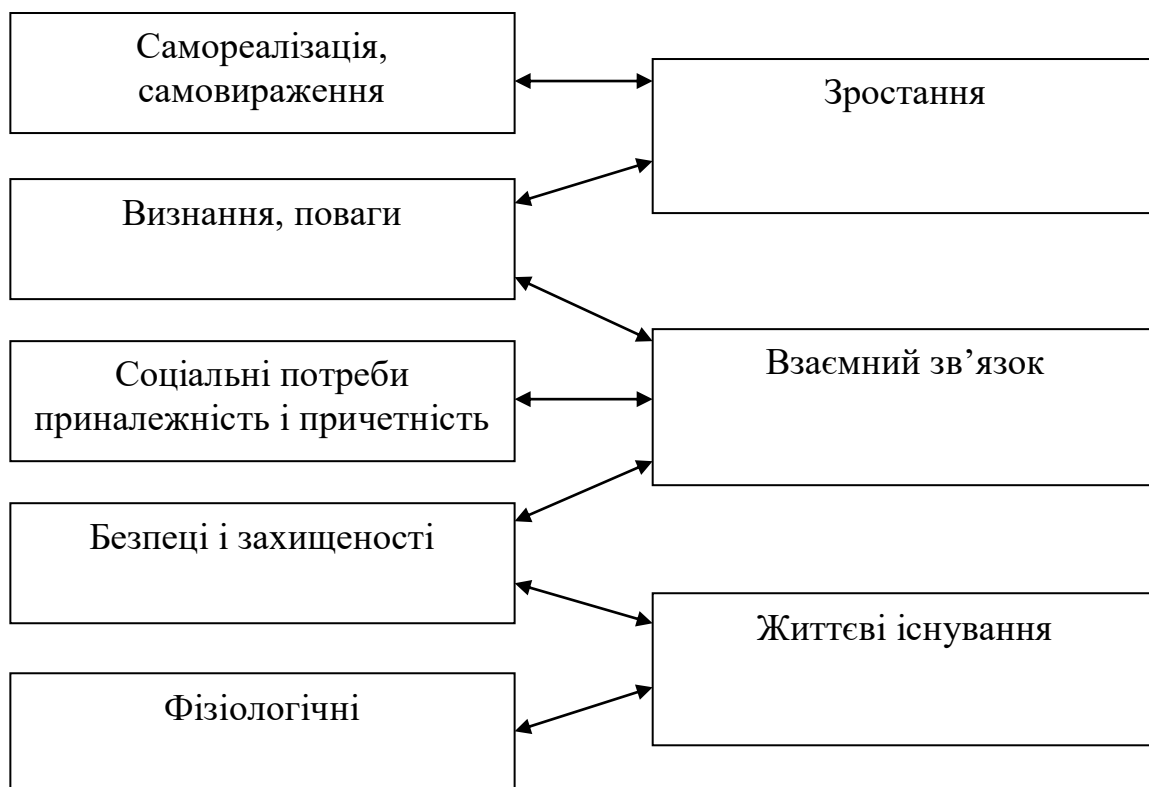 Самореалізація,
самовираження
Зростання
Визнання, поваги
Взаємний зв’язок
Соціальні потреби
приналежність і причетність
Безпеці і захищеності
Життєві існування
Фізіологічні